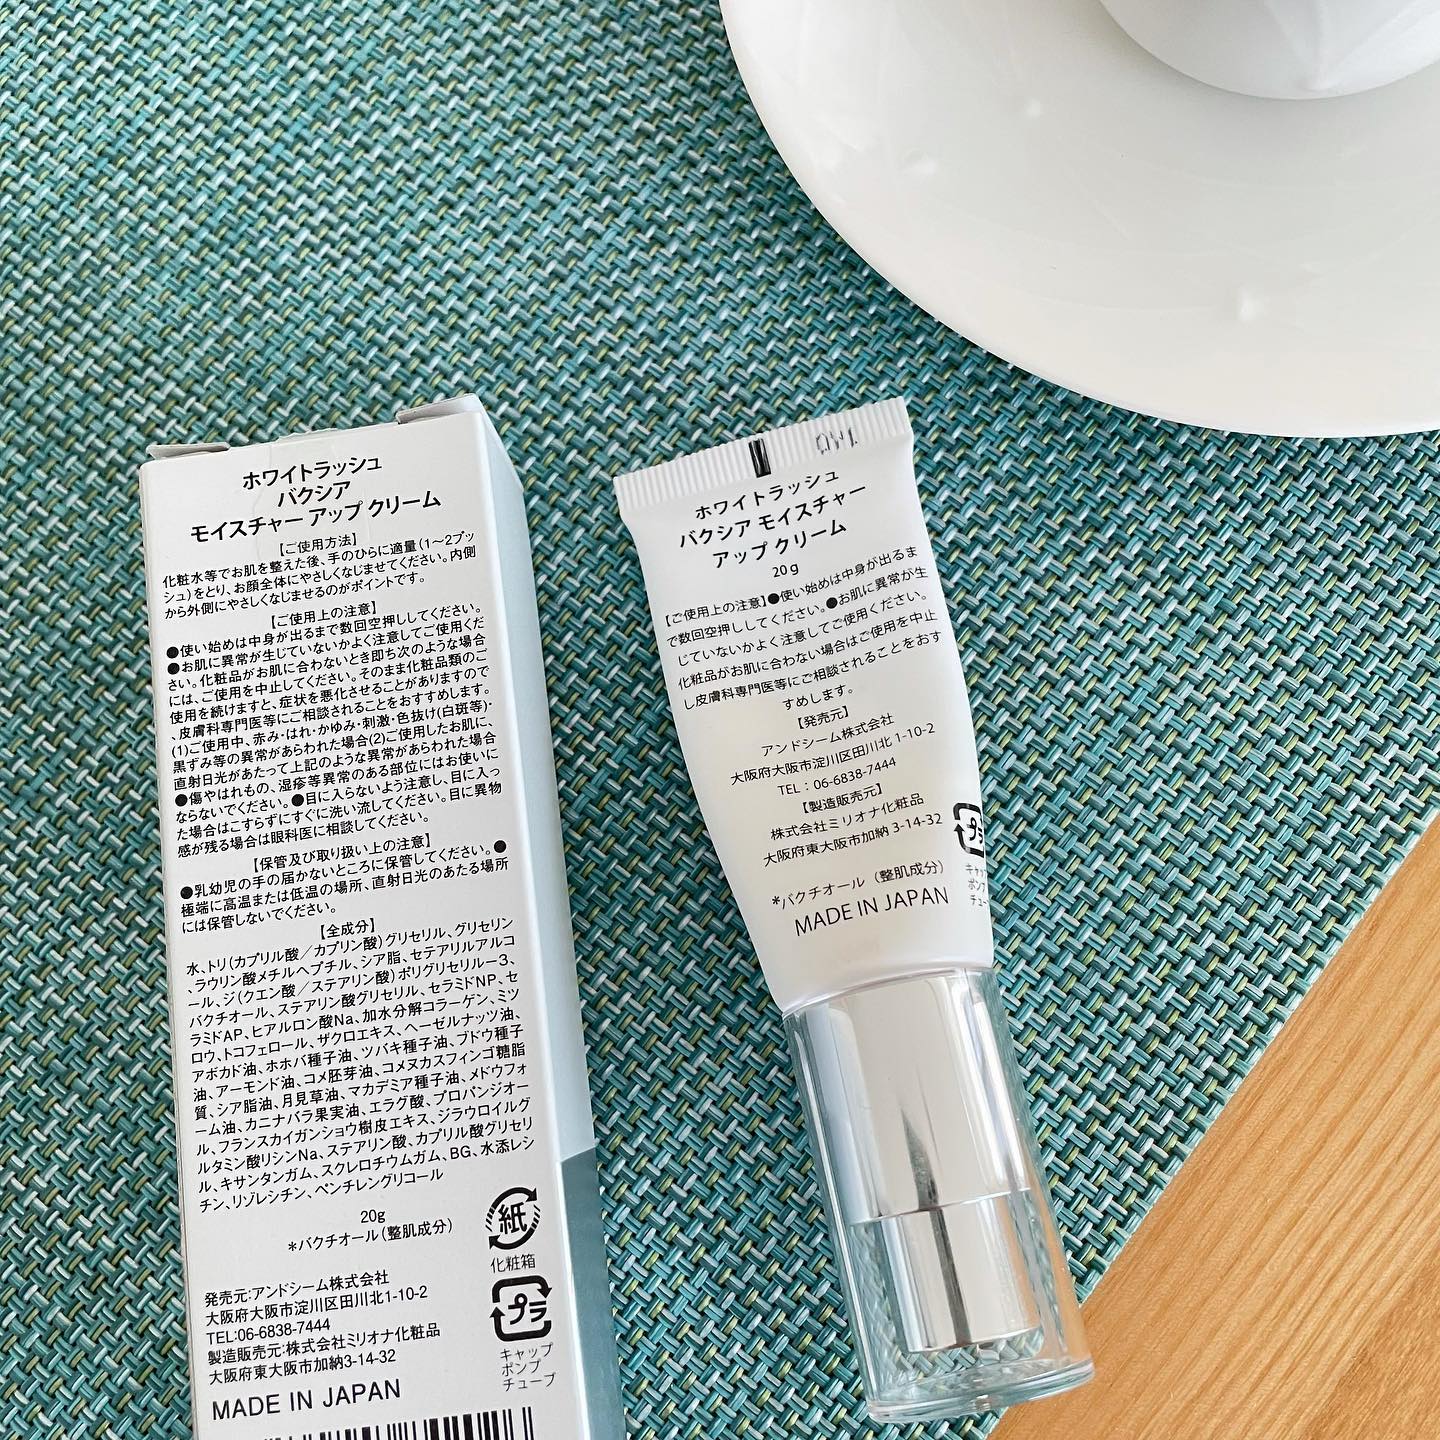 ホワイトラッシュ
バクシア
モイスチャー アップ クリーム
【ご使用方法】
化粧水等でお肌を整えた後、手のひらに適量(1〜2プッ
シュ)をとり、お顔全体にやさしくなじませてください。内側
から外側にやさしくなじませるのがポイントです。
【ご使用上の注意】
●使い始めは中身が出るまで数回空押ししてください。
●お肌に異常が生じていないかよく注意してご使用くだ
さい。化粧品がお肌に合わないとき即ち次のような場合
には、ご使用を中止してください。そのまま化粧品類のご
使用を続けますと、症状を悪化させることがありますので
、皮膚科専門医等にご相談されることをおすすめします。
(1)ご使用中、赤み・はれ・かゆみ・刺激・色抜け(白斑等)・
黒ずみ等の異常があらわれた場合(2)ご使用したお肌に、
直射日光があたって上記のような異常があらわれた場合
●傷やはれもの、湿疹等異常のある部位にはお使いに
ならないでください。●目に入らないよう注意し、目に入っ
た場合はこすらずにすぐに洗い流してください。目に異物
感が残る場合は眼科医に相談してください。
【保管及び取り扱い上の注意】
●乳幼児の手の届かないところに保管してください。●
極端に高温または低温の場所、直射日光のあたる場所
には保管しないでください。
【全成分】
水、トリ(カプリル酸/カプリン酸)グリセリル、グリセリン
、ラウリン酸メチルヘプチル、シア脂、セテアリルアルコ
ール、ジ(クエン酸/ステアリン酸)ポリグリセリル-3、
バクチオール、ステアリン酸グリセリル、セラミドNP、セ
ラミドAP、ヒアルロン酸Na、加水分解コラーゲン、ミツ
ロウ、トコフェロール、ザクロエキス、ヘーゼルナッツ油、
アボカド油、ホホバ種子油、ツバキ種子油、ブドウ種子
油、アーモンド油、コメ胚芽油、コメヌカスフィンゴ糖脂
質、シア脂油、月見草油、マカデミア種子油、メドウフォ
ーム油、カニナバラ果実油、エラグ酸、プロパンジオー
ル、フランスカイガンショウ樹皮エキス、ジラウロイルグ
ルタミン酸リシンNa、ステアリン酸、カプリル酸グリセリ
ル、キサンタンガム、スクレロチウムガム、BG、水添レシ
チン、リゾレシチン、ペンチレングリコール
20g
*バクチオール(整肌成分)
発売元:アンドシーム株式会社
大阪府大阪市淀川区田川北1-10-2
TEL:06-6838-7444
製造販売元:株式会社ミリオナ化粧品
大阪府東大阪市加納3-14-32
MADE IN JAPAN
紙
化粧箱
プラ
キャップ
ポンプ
チューブ
ホワイトラッシュ
バクシア モイスチャー
アップ クリーム
20g
【ご使用上の注意】●使い始めは中身が出るま
で数回空押ししてください。●お肌に異常が生
じていないかよく注意してご使用ください。
化粧品がお肌に合わない場合はご使用を中止
し皮膚科専門医等にご相談されることをおす
すめします。
【発売元】
アンドシーム株式会社
大阪府大阪市淀川区田川北 1-10-2
TEL：06-6838-7444
【製造販売元】
株式会社ミリオナ化粧品
大阪府東大阪市加納 3-14-32
*バクチオール（整肌成分）
MADE IN JAPAN
プラ
キャップ
ポンプ
チューブ